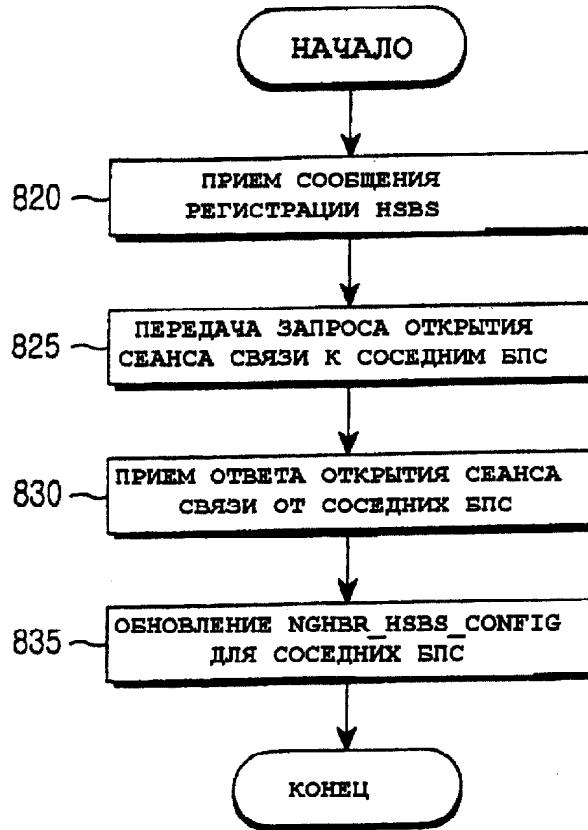 НАЧАЛО
820
ПРИЕМ СООБЩЕНИЯ
РЕГИСТРАЦИИ HSBS
825
ПЕРЕДАЧА ЗАПРОСА ОТКРЫТИЯ
СЕАНСА СВЯЗИ К СОСЕДНИМ БПС
830
ПРИЕМ ОТВЕТА ОТКРЫТИЯ СЕАНСА
СВЯЗИ ОТ СОСЕДНИХ БПС
835
ОБНОВЛЕНИЕ NGHBR_HSBS_CONFIG
ДЛЯ СОСЕДНИХ БПС
КОНЕЦ